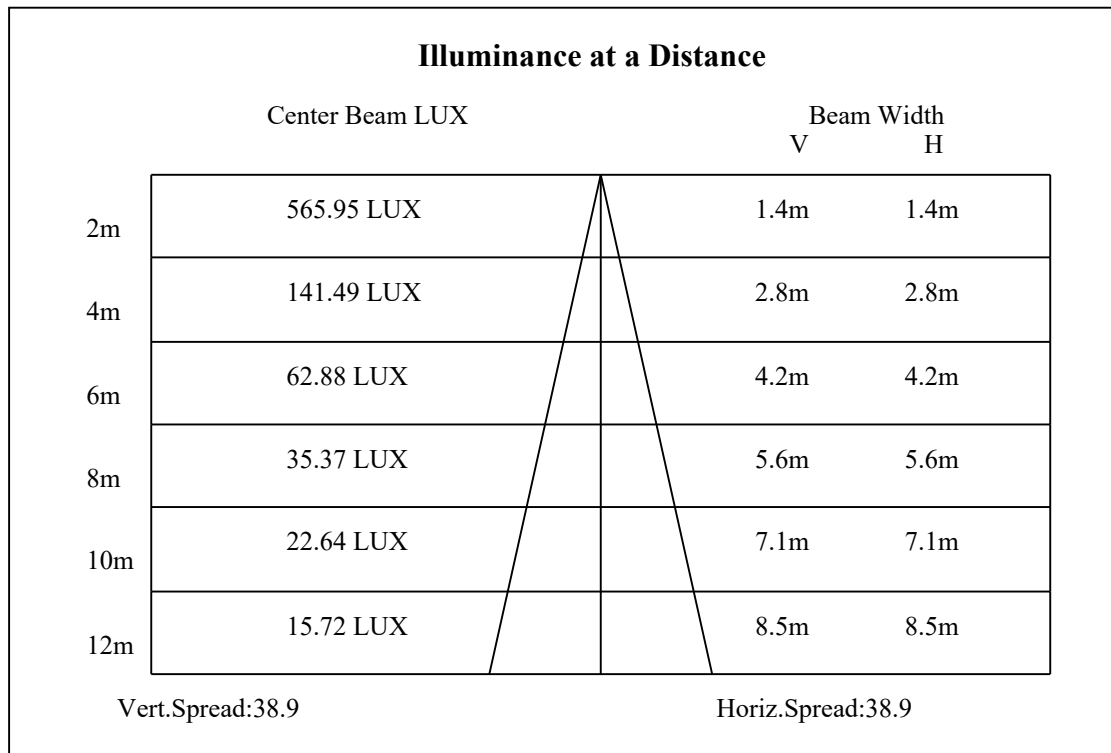 Illuminance at a Distance
Center Beam LUX Beam Width
V H
2m 565.95 LUX 1.4m 1.4m
4m 141.49 LUX 2.8m 2.8m
6m 62.88 LUX 4.2m 4.2m
8m 35.37 LUX 5.6m 5.6m
10m 22.64 LUX 7.1m 7.1m
12m 15.72 LUX 8.5m 8.5m
Vert.Spread:38.9 Horiz.Spread:38.9